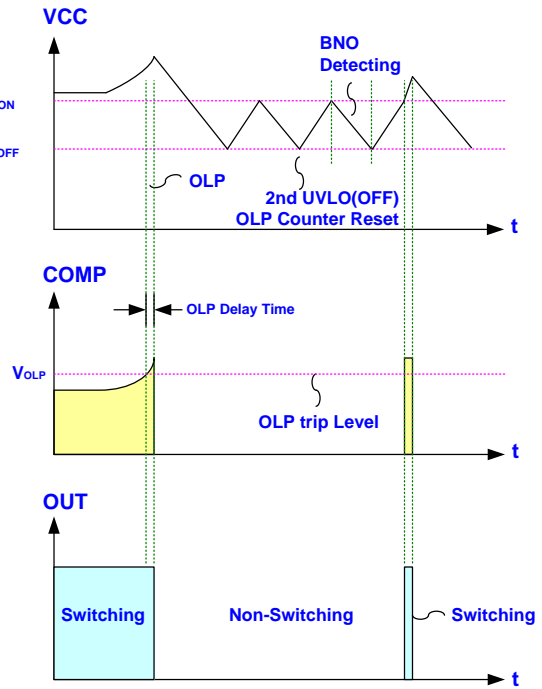 VCC
BNO
Detecting
ON
OFF
OLP
2nd UVLO(OFF)
OLP Counter Reset
t
COMP
OLP Delay Time
VOLP
OLP trip Level
t
OUT
Switching
Non-Switching
Switching
t